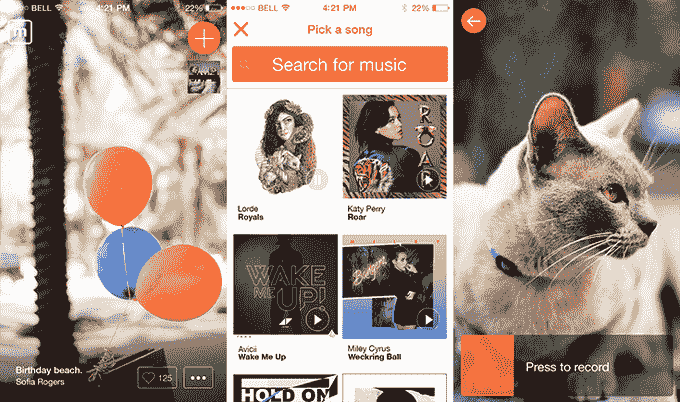 BELL 4:21 PM 22%
m
Birthday beach.
Sofia Rogers
125
BELL 4:21 PM 22%
Pick a song
Search for music
ROAR
Lorde
Royals
Katy Perry
Roar
WAKE
ME UP!
Avicii
Wake Me Up
Miley Cyrus
Weckring Ball
HOLD ON
Press to record